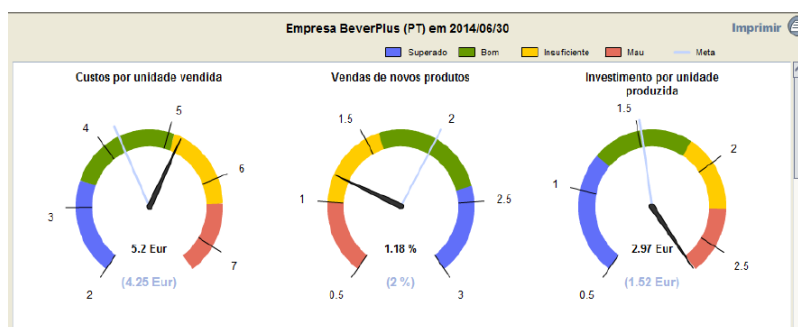 Empresa BeverPlus (PT) em 2014/06/30
Imprimir
Superado Bom Insuficiente Mau Meta
Custos por unidade vendida
2
3
4
5
6
7
5.2 Eur
(4.25 Eur)
Vendas de novos produtos
0.5
1
1.5
2
2.5
3
1.18 %
(2 %)
Investimento por unidade
produzida
0.5
1
1.5
2
2.5
2.97 Eur
(1.52 Eur)